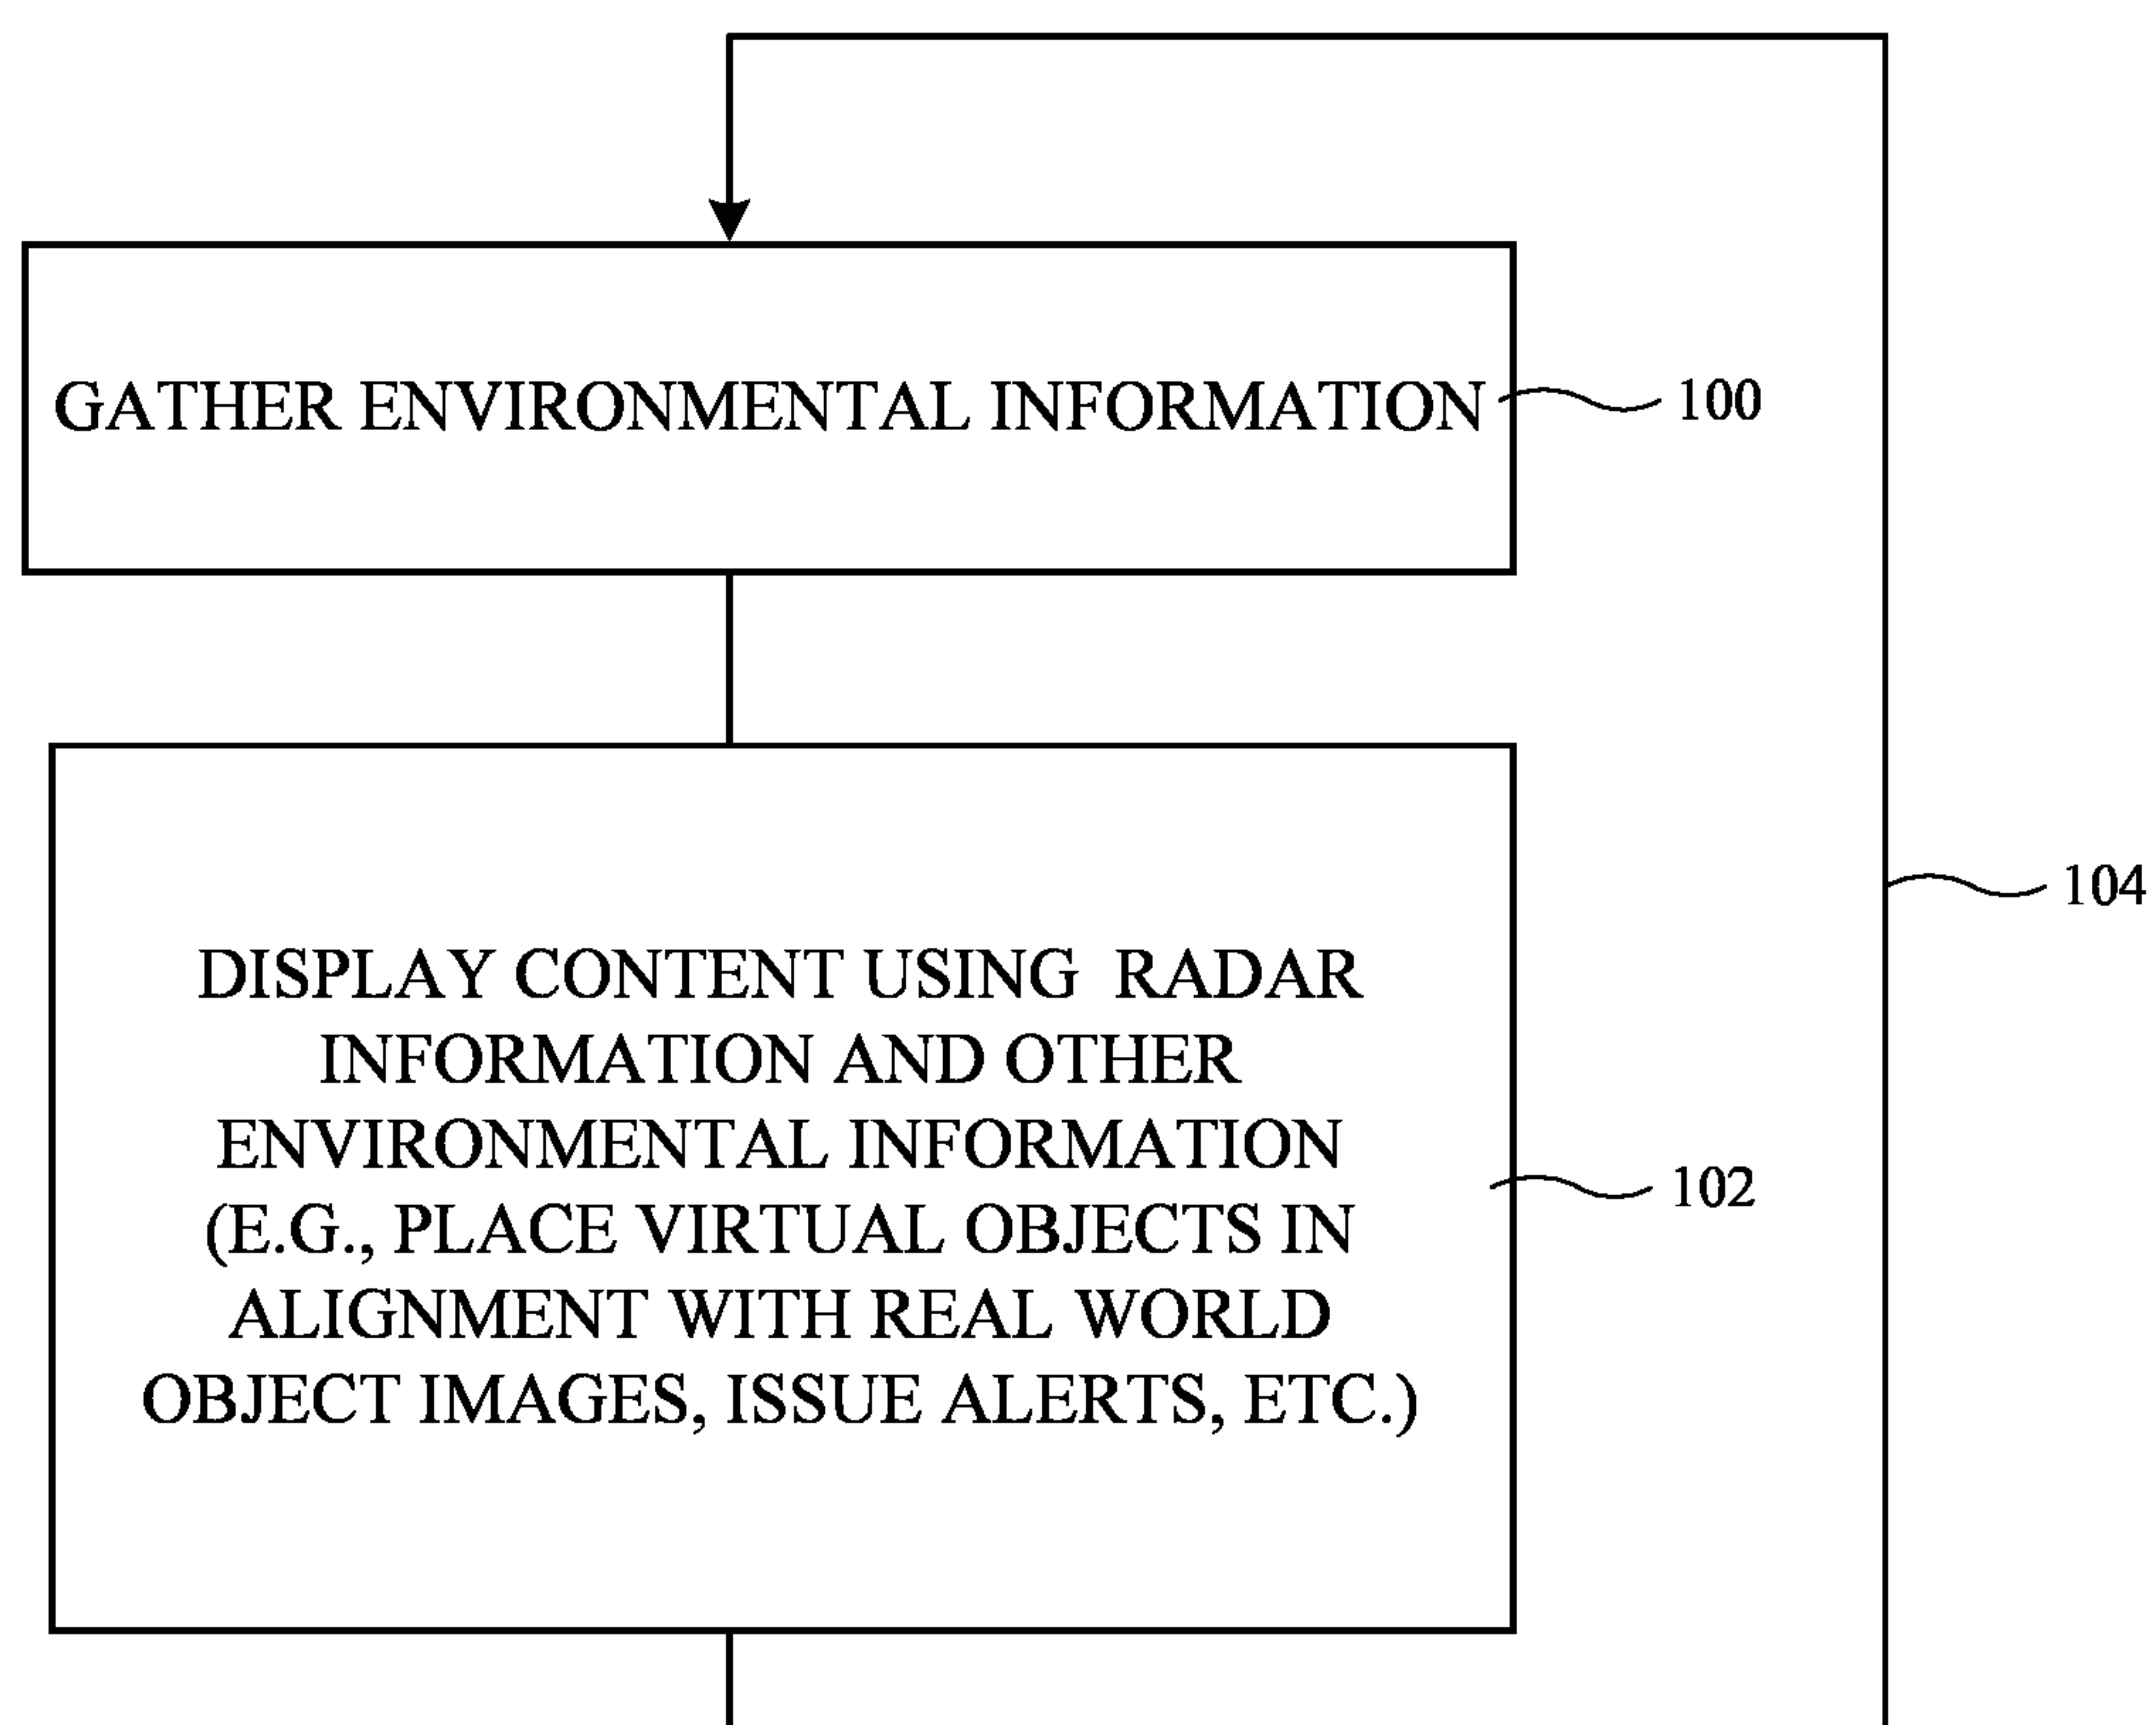 GATHER ENVIRONMENTAL INFORMATION
100
104
DISPLAY CONTENT USING RADAR
INFORMATION AND OTHER
ENVIRONMENTAL INFORMATION
(E.G., PLACE VIRTUAL OBJECTS IN
ALIGNMENT WITH REAL WORLD
OBJECT IMAGES, ISSUE ALERTS, ETC.)
102